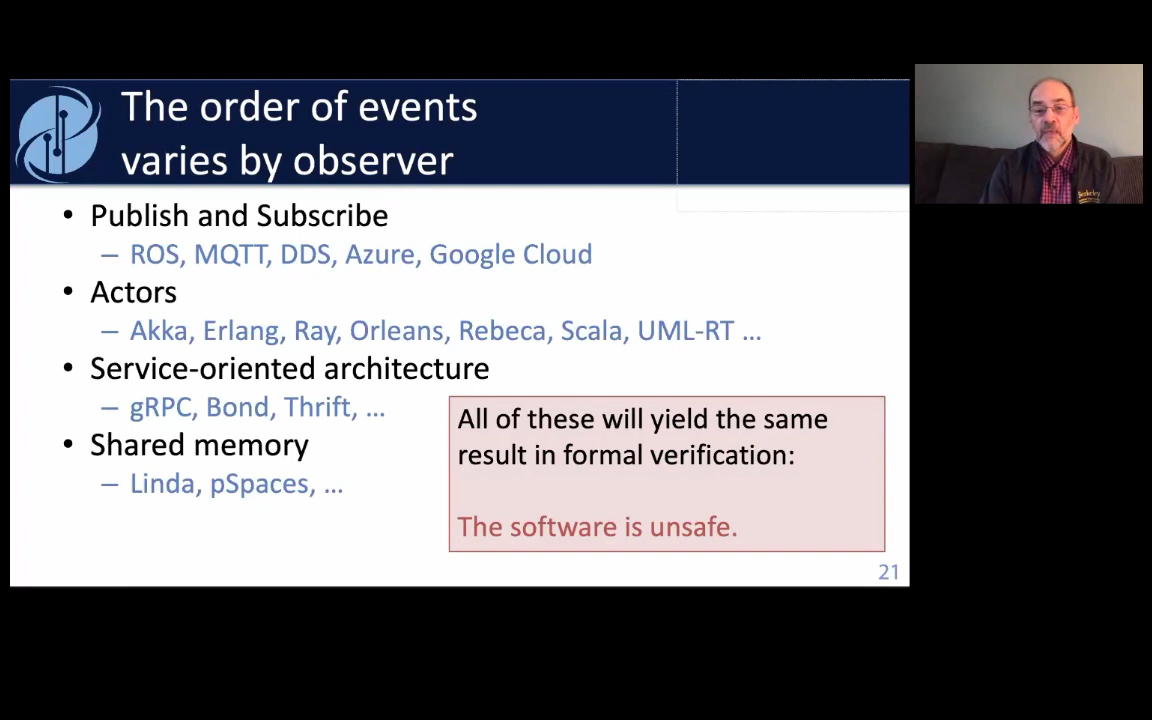 The order of events
varies by observer
• Publish and Subscribe
– ROS, MQTT, DDS, Azure, Google Cloud
• Actors
– Akka, Erlang, Ray, Orleans, Rebeca, Scala, UML-RT …
• Service-oriented architecture
– gRPC, Bond, Thrift, …
• Shared memory
– Linda, pSpaces, …
All of these will yield the same
result in formal verification:
The software is unsafe.
21
Berkeley